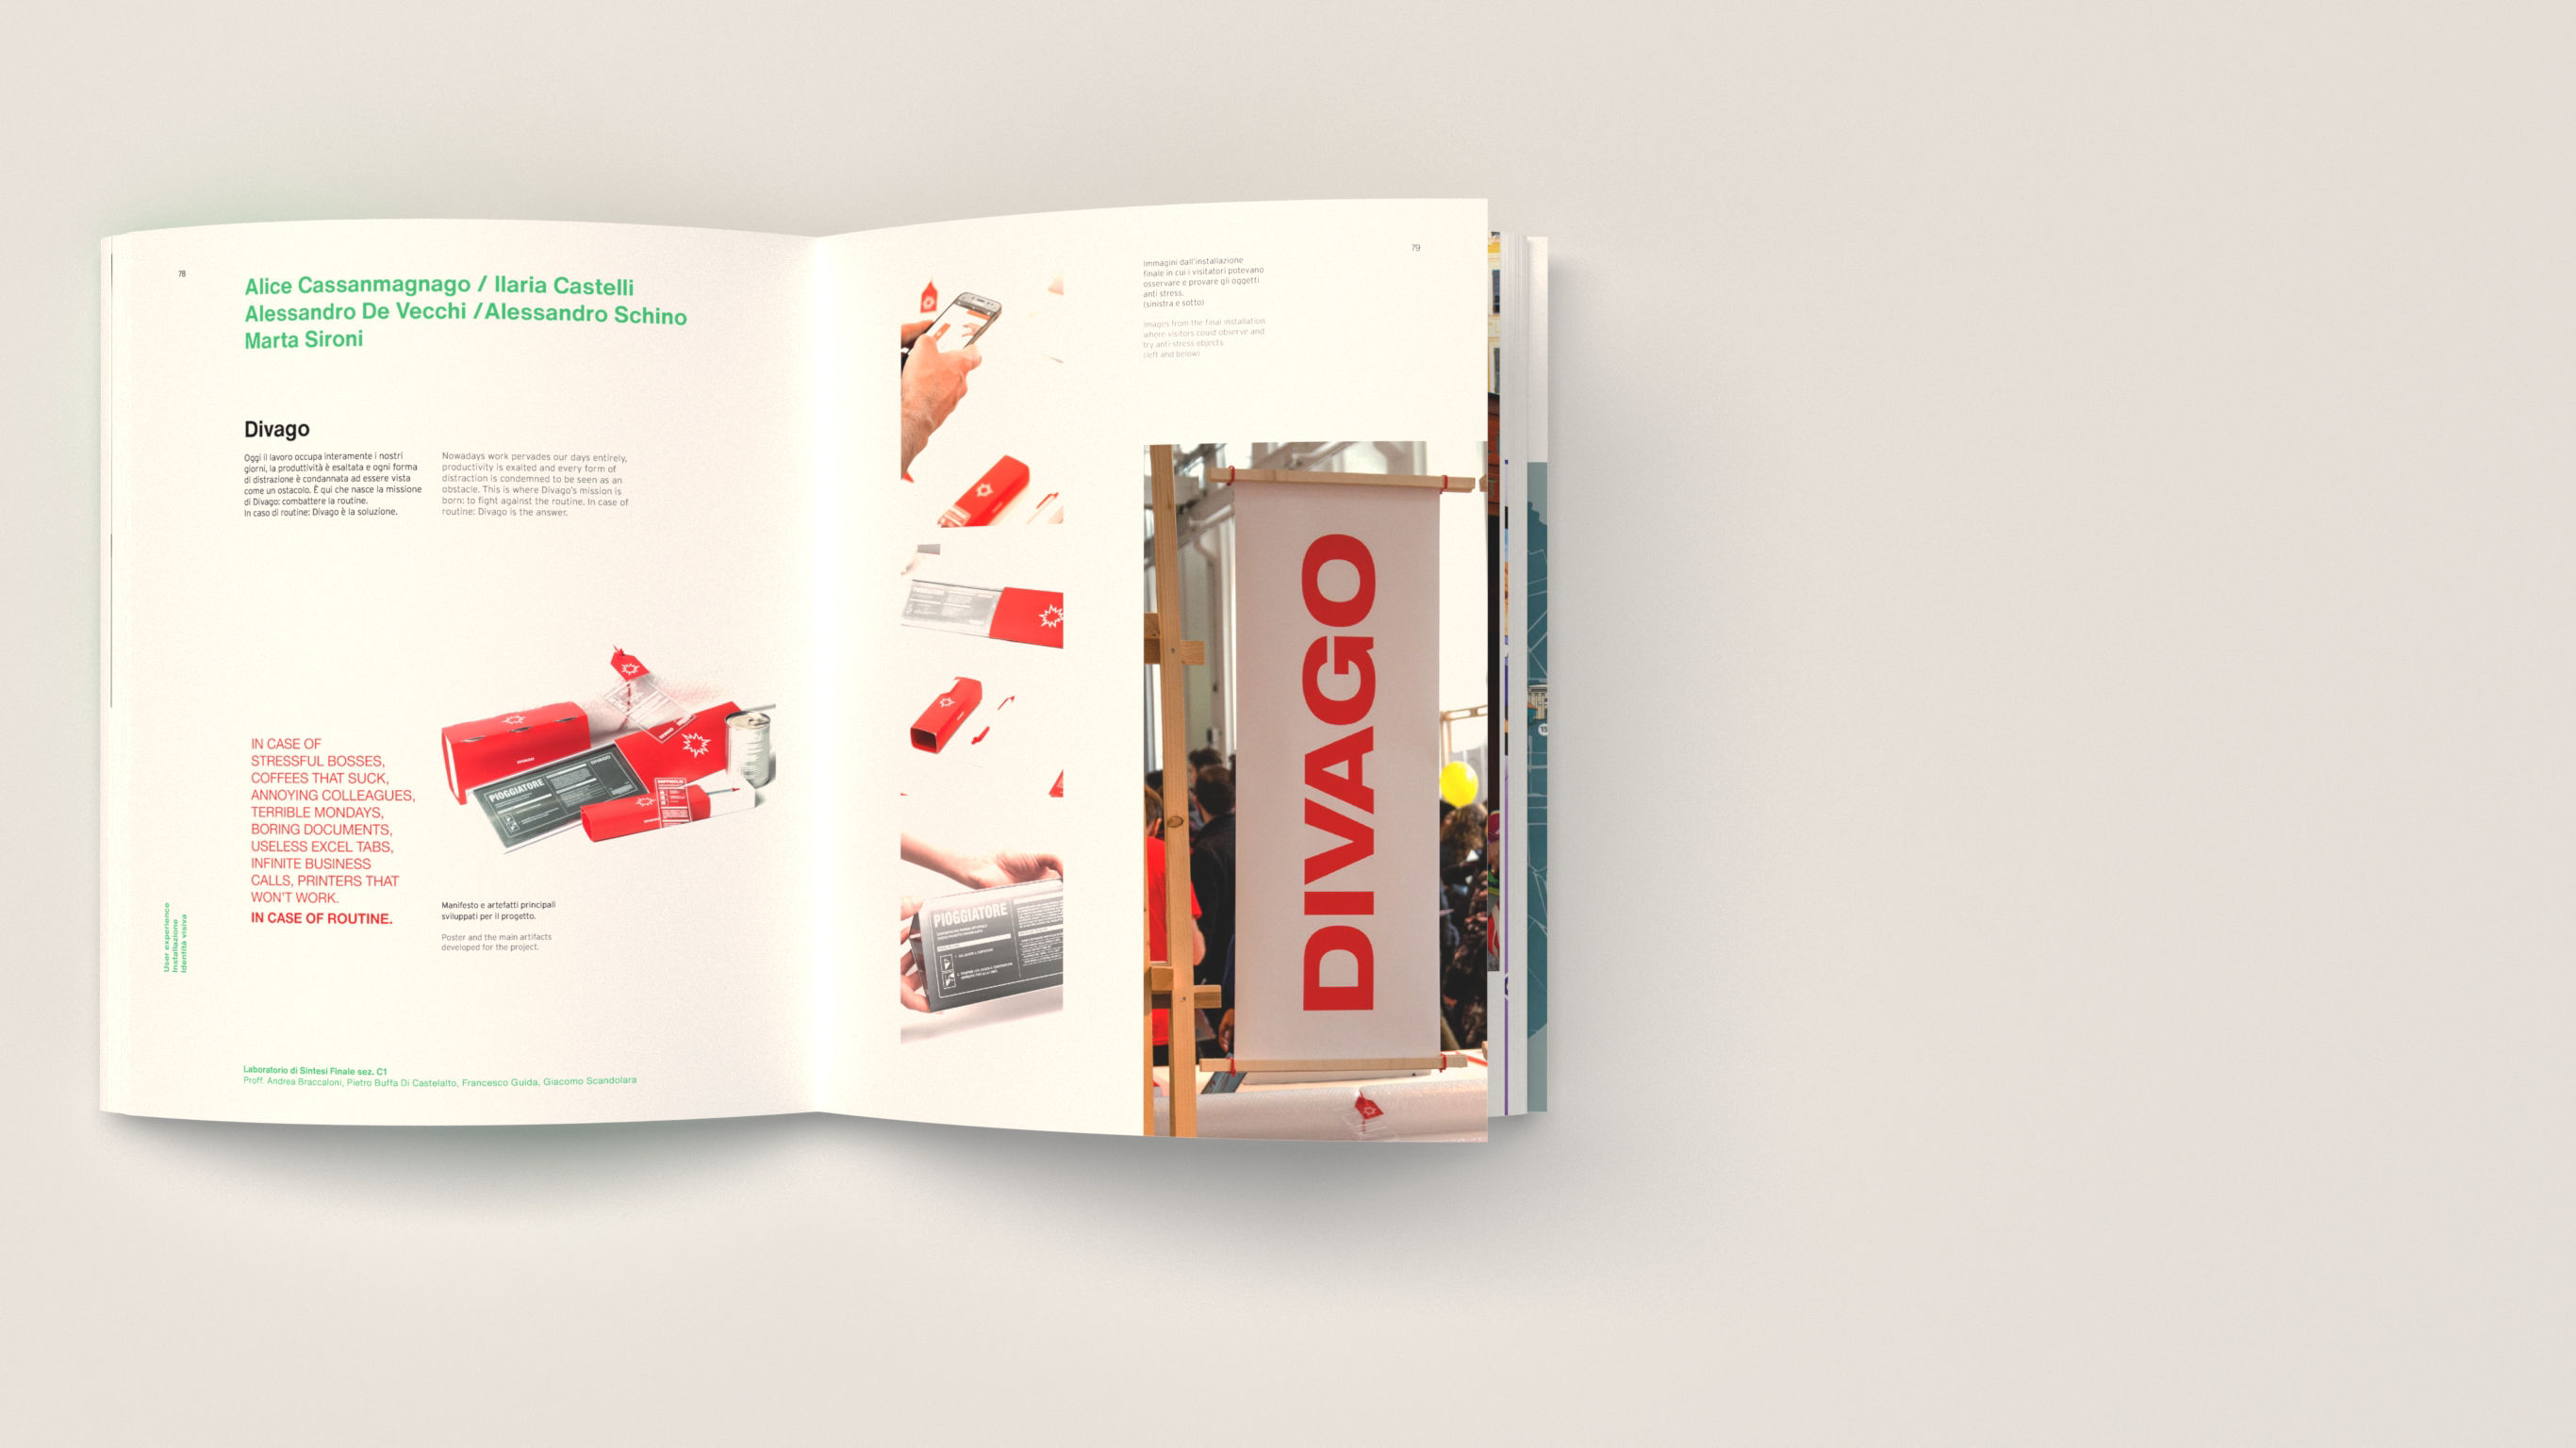 78
Alice Cassanmagnago / Ilaria Castelli
Alessandro De Vecchi /Alessandro Schino
Marta Sironi
Divago
Oggi il lavoro occupa interamente i nostri
giorni, la produttività è esaltata e ogni forma
di distrazione è condannata ad essere vista
come un ostacolo. È qui che nasce la missione
di Divago: combattere la routine.
In caso di routine: Divago è la soluzione.
Nowadays work pervades our days entirely,
productivity is exalted and every form of
distraction is condemned to be seen as an
obstacle. This is where Divago's mission is
born: to fight against the routine. In case of
routine: Divago is the answer.
IN CASE OF
STRESSFUL BOSSES,
COFFEES THAT SUCK,
ANNOYING COLLEAGUES,
TERRIBLE MONDAYS,
BORING DOCUMENTS,
USELESS EXCEL TABS,
INFINITE BUSINESS
CALLS, PRINTERS THAT
WON'T WORK.
IN CASE OF ROUTINE.
PIOGGIATORE
Manifesto e artefatti principali
sviluppati per il progetto.
Poster and the main artifacts
developed for the project.
User experience
Installazione
Identità visiva
Laboratorio di Sintesi Finale sez. C1
Proff. Andrea Braccaloni, Pietro Buffa Di Castelalto, Francesco Guida, Giacomo Scandolara
79
Immagini dall'installazione
finale in cui i visitatori potevano
osservare e provare gli oggetti
anti stress.
(sinistra e sotto)
Images from the final installation
where visitors could observe and
try anti-stress objects.
(left and below)
PIOGGIATORE
DIVAGO